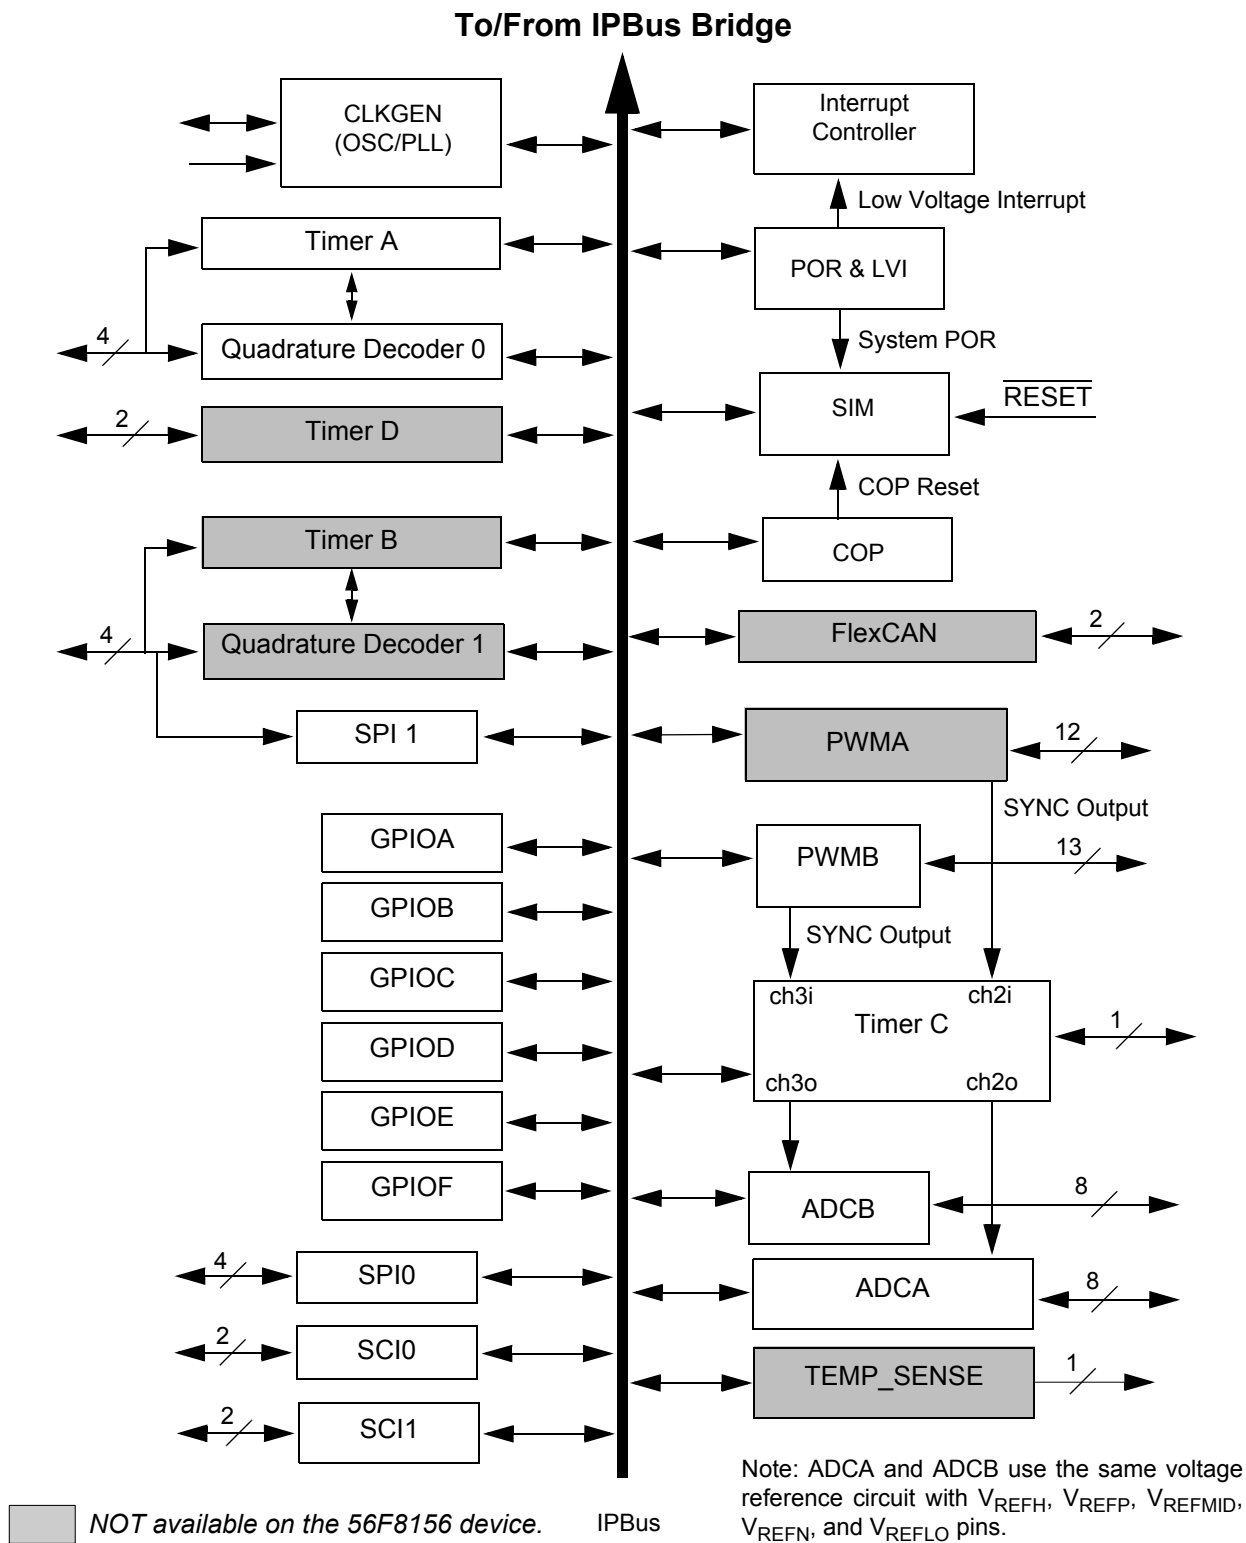 To/From IPBus Bridge
CLKGEN
(OSC/PLL)
Timer A
4
Quadrature Decoder 0
2
Timer D
Timer B
4
Quadrature Decoder 1
SPI 1
GPIOA
GPIOB
GPIOC
GPIOD
GPIOE
GPIOF
4
SPI0
2
SCI0
2
SCI1
Interrupt
Controller
Low Voltage Interrupt
POR & LVI
System POR
SIM
RESET
COP Reset
COP
FlexCAN
2
PWMA
12
SYNC Output
PWMB
13
SYNC Output
ch3i
ch2i
Timer C
1
ch3o
ch2o
ADCB
8
ADCA
8
TEMP_SENSE
1
NOT available on the 56F8156 device.
IPBus
Note: ADCA and ADCB use the same voltage
reference circuit with VREFH, VREFP, VREFMID,
VREFN, and VREFLO pins.